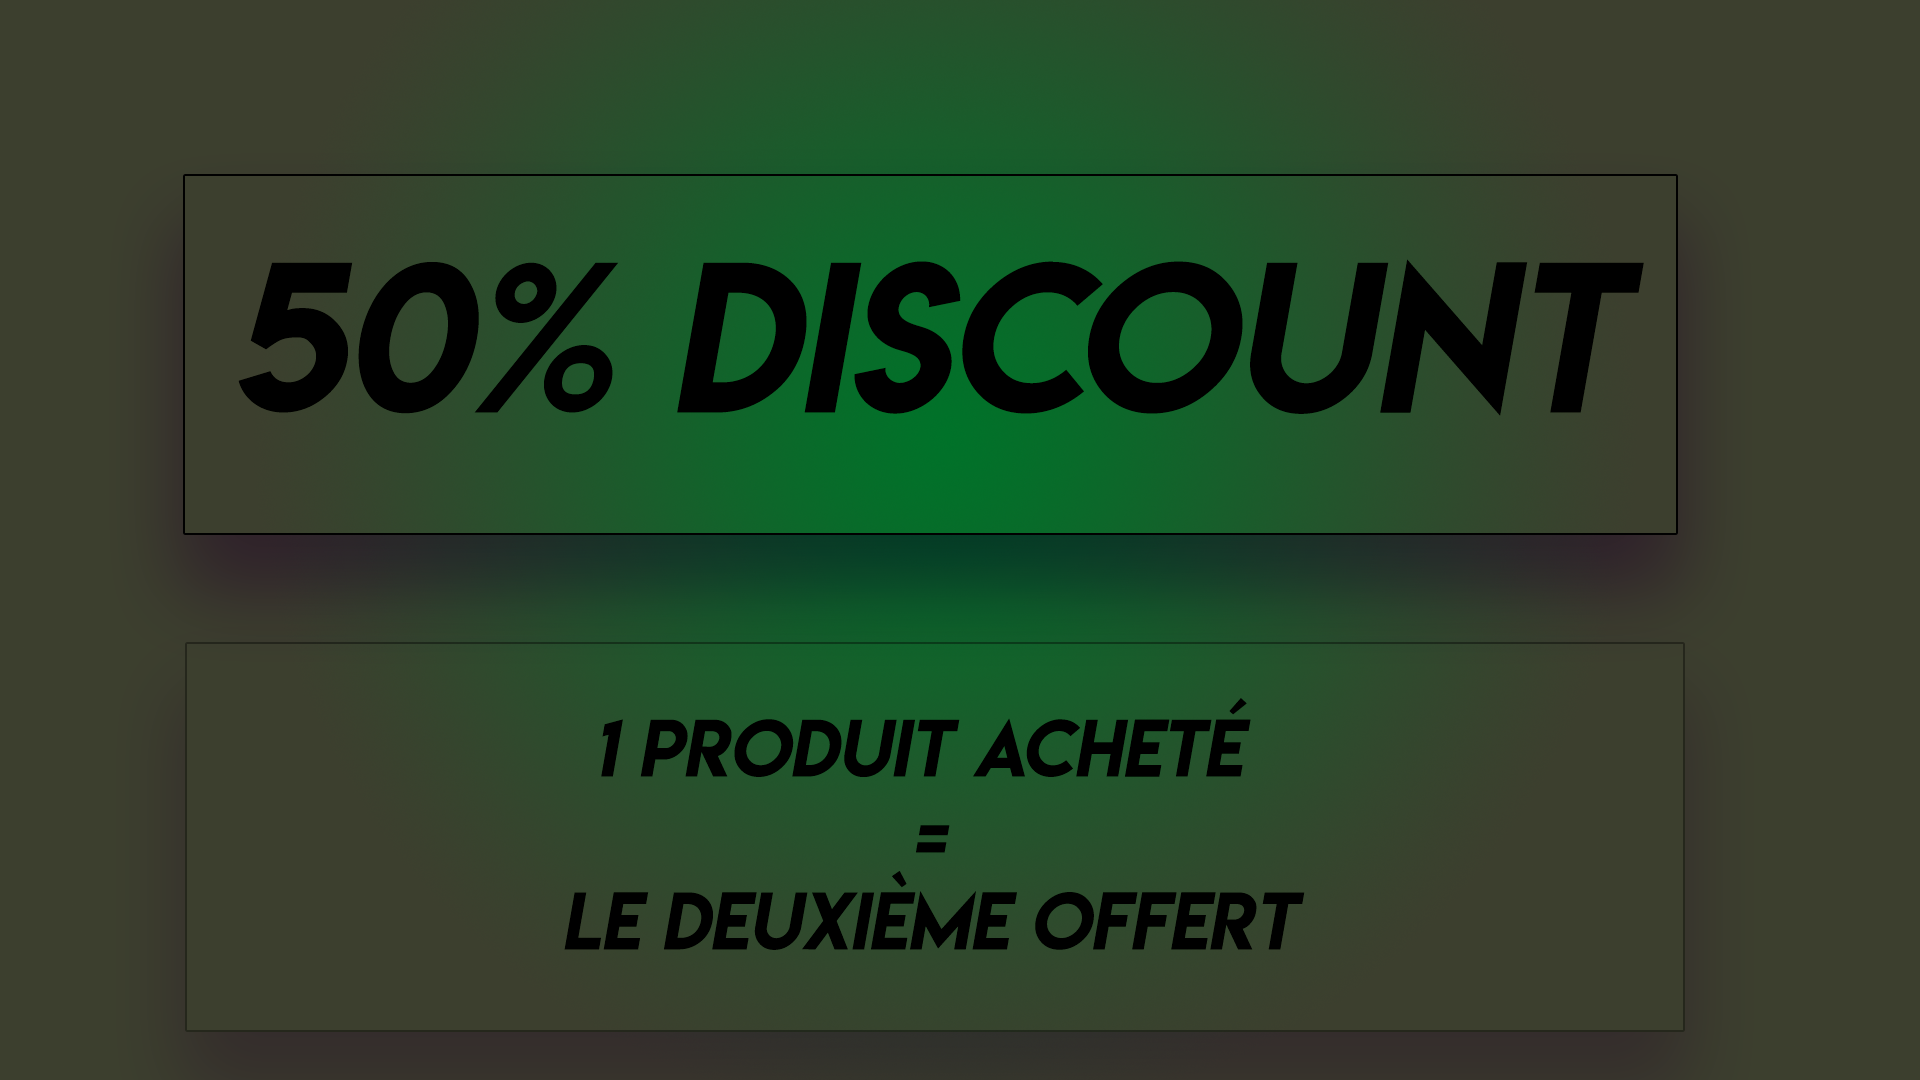 50% DISCOUNT
1 PRODUIT ACHETÉ
=
LE DEUXIÈME OFFERT